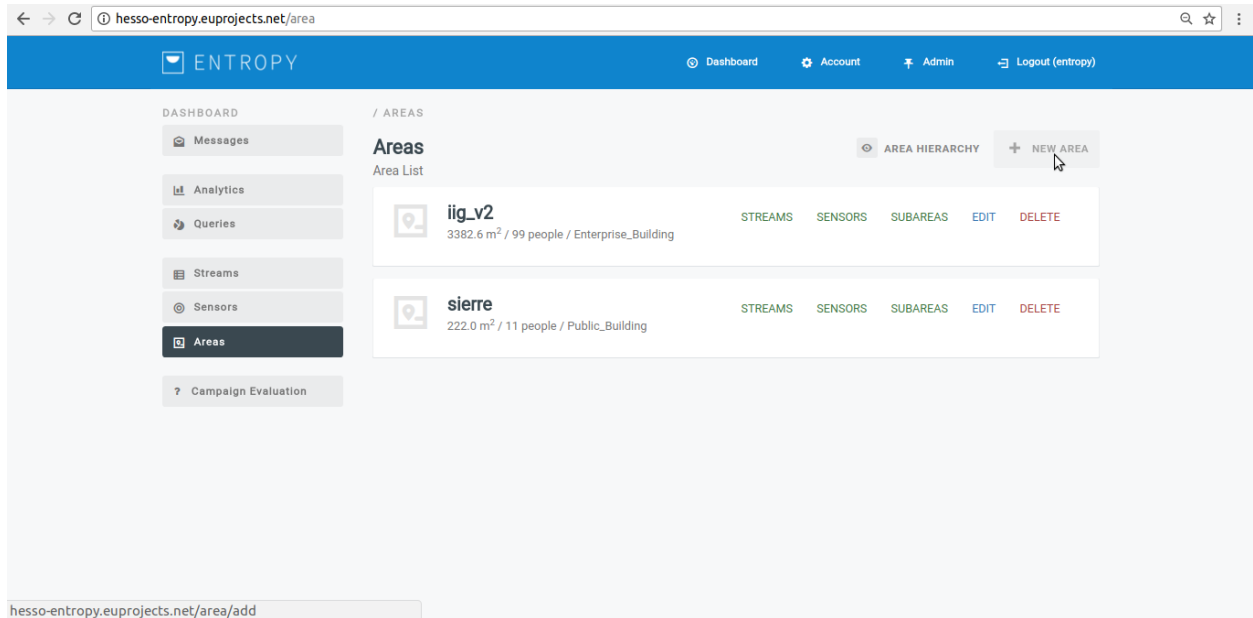 hesso-entropy.euprojects.net/area
ENTROPY
Dashboard
Account
Admin
Logout (entropy)
DASHBOARD
Messages
Analytics
Queries
Streams
Sensors
Areas
? Campaign Evaluation
/ AREAS
Areas
Area List
AREA HIERARCHY
+ NEW AREA
iig_v2
3382.6 m² / 99 people / Enterprise_Building
STREAMS SENSORS SUBAREAS EDIT DELETE
sierre
222.0 m² / 11 people / Public_Building
STREAMS SENSORS SUBAREAS EDIT DELETE
hesso-entropy.euprojects.net/area/add